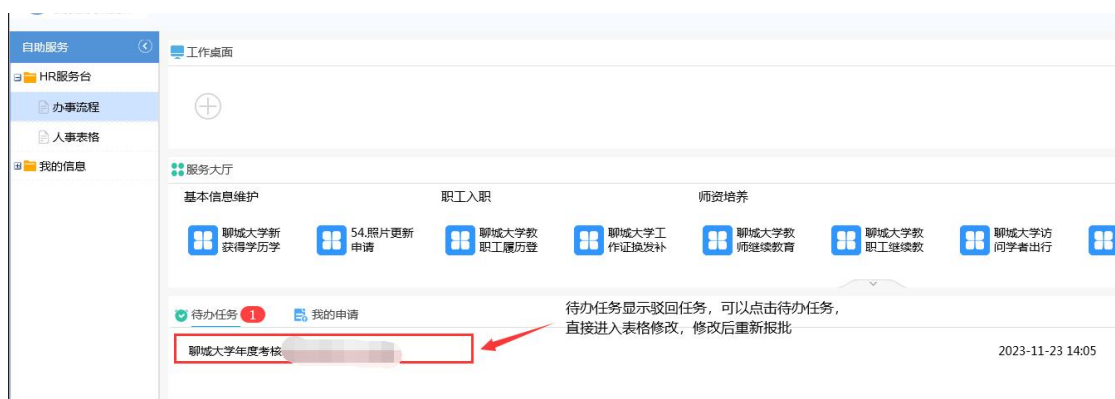 自助服务
工作桌面
HR服务台
办事流程
人事表格
我的信息
服务大厅
基本信息维护
职工入职
师资培养
聊城大学新
获得学历学
54.照片更新
申请
聊城大学教
职工履历登
聊城大学工
作证换发补
聊城大学教
师继续教育
聊城大学教
职工继续教
聊城大学访
问学者出行
待办任务 1
我的申请
待办任务显示驳回任务，可以点击待办任务，
直接进入表格修改，修改后重新报批
聊城大学年度考核
2023-11-23 14:05